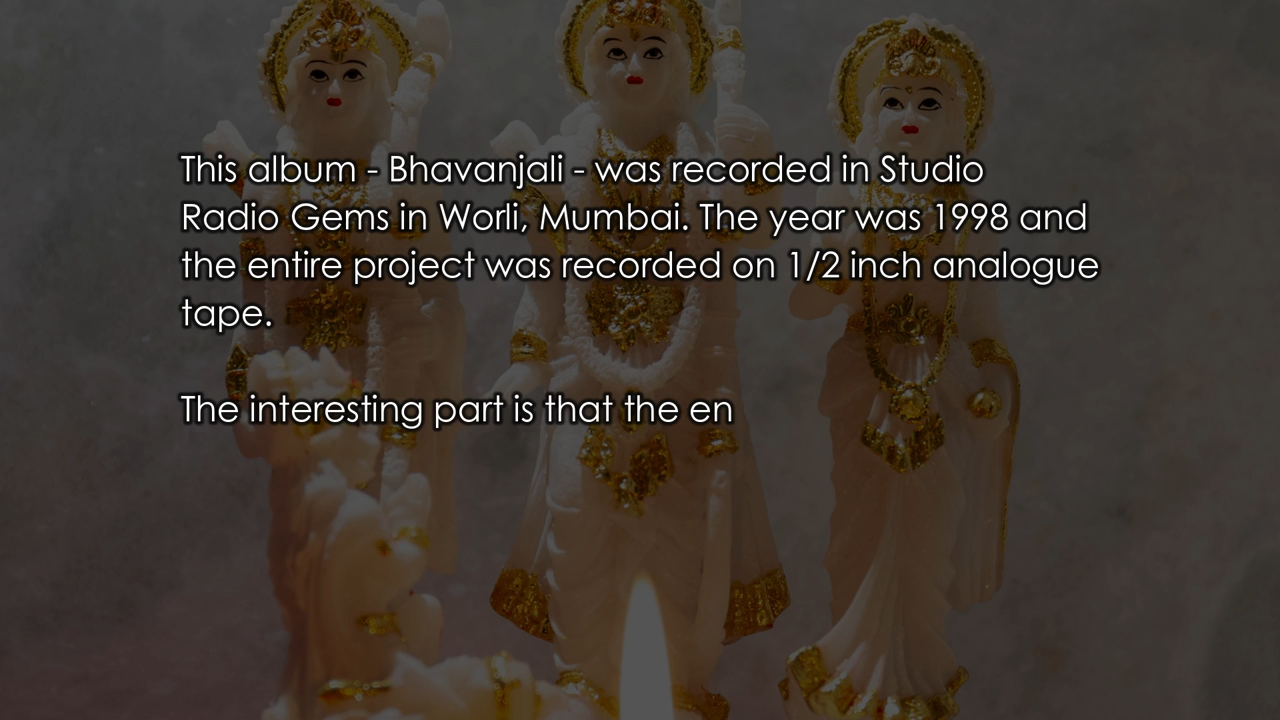 This album - Bhavanjali - was recorded in Studio
Radio Gems in Worli, Mumbai. The year was 1998 and
the entire project was recorded on 1/2 inch analogue
tape.
The interesting part is that the en